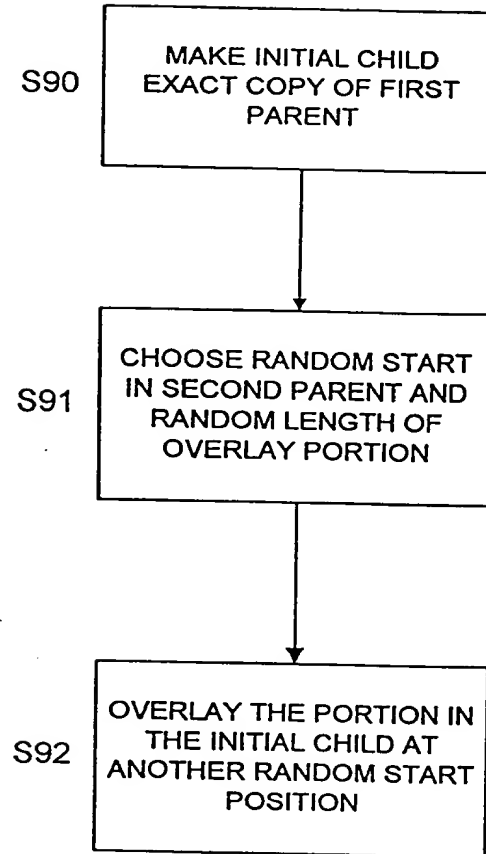 S90
MAKE INITIAL CHILD
EXACT COPY OF FIRST
PARENT
S91
CHOOSE RANDOM START
IN SECOND PARENT AND
RANDOM LENGTH OF
OVERLAY PORTION
S92
OVERLAY THE PORTION IN
THE INITIAL CHILD AT
ANOTHER RANDOM START
POSITION